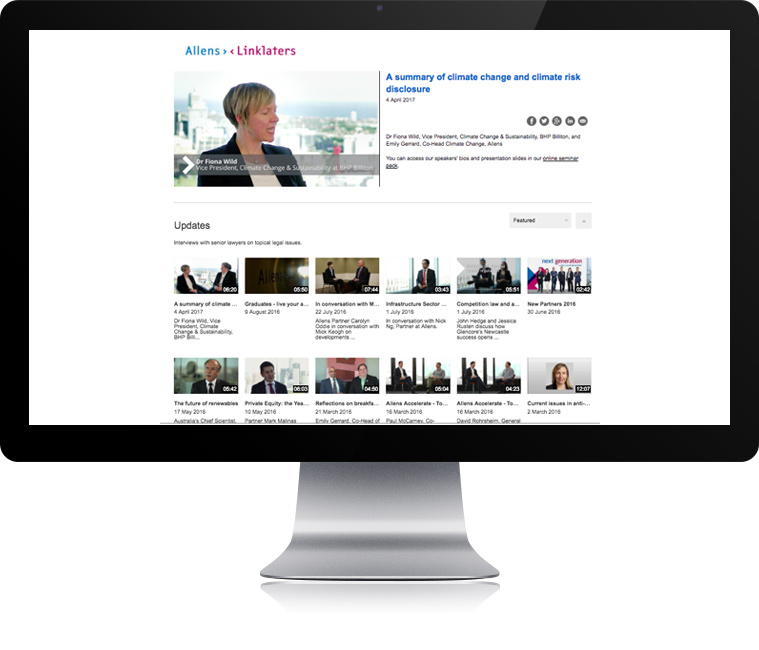 Allens > < Linklaters
A summary of climate change and climate risk
disclosure
4 April 2017
Dr Fiona Wild, Vice President, Climate Change & Sustainability, BHP Billiton, and
Emily Gerrard, Co-Head Climate Change, Allens
You can access our speakers' bios and presentation slides in our online seminar
pack.
Dr Fiona Wild
Vice President, Climate Change & Sustainability at BHP Billiton
Updates
Featured
Interviews with senior lawyers on topical legal issues.
06:20
Allens
05:50
07:44
03:43
05:51
next generation
02:42
A summary of climate ...
Graduates - live your a...
In conversation with M...
Infrastructure Sector ...
Competition law and a...
New Partners 2016
4 April 2017
9 August 2016
22 July 2016
1 July 2016
1 July 2016
30 June 2016
Dr Fiona Wild, Vice
President, Climate
Change & Sustainability,
BHP Bill...
Allens Partner Carolyn
Oddie in conversation
with Mick Keogh on
developments ...
In conversation with Nick
Ng, Partner at Allens.
John Hedge and Jessica
Rusten discuss how
Glencore's Newcastle
success opens ...
05:42
06:03
04:50
05:04
04:23
12:07
The future of renewables
Private Equity: the Yea...
Reflections on breakfa...
Allens Accelerate - To...
Allens Accelerate - To...
Current issues in anti-...
17 May 2016
10 May 2016
21 March 2016
16 March 2016
16 March 2016
2 March 2016
Australia's Chief Scientist,
Partner Mark Malinas
Emily Gerrard, Co-Head of
Paul McCarney, Co-
David Rohrsheim, General